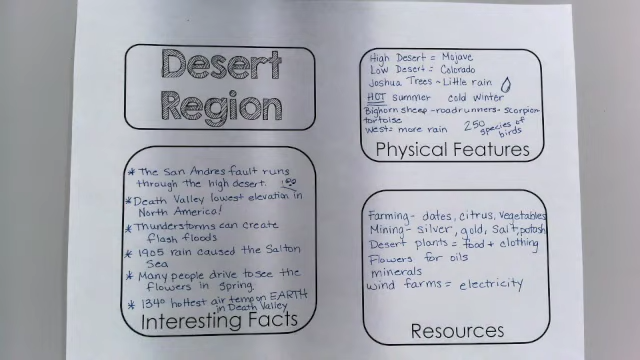 Desert
Region
High Desert = Mojave
Low Desert = Colorado
Joshua Trees - Little rain
HOT summer cold winter
Bighorn sheep - roadrunners - scorpion
tortoise
West = more rain 250 species of birds
Physical Features
* The San Andres fault runs
through the high desert.
* Death Valley lowest elevation in
North America!
* Thunderstorms can create
flash floods
* 1905 rain caused the Salton
Sea
* Many people drive to see the
flowers in spring.
* 134° hottest air temp on EARTH
in Death Valley
Interesting Facts
Farming - dates, citrus, vegetables
Mining - silver, gold, salt, potash
Desert plants = food + clothing
Flowers for oils
minerals
Wind farms = electricity
Resources